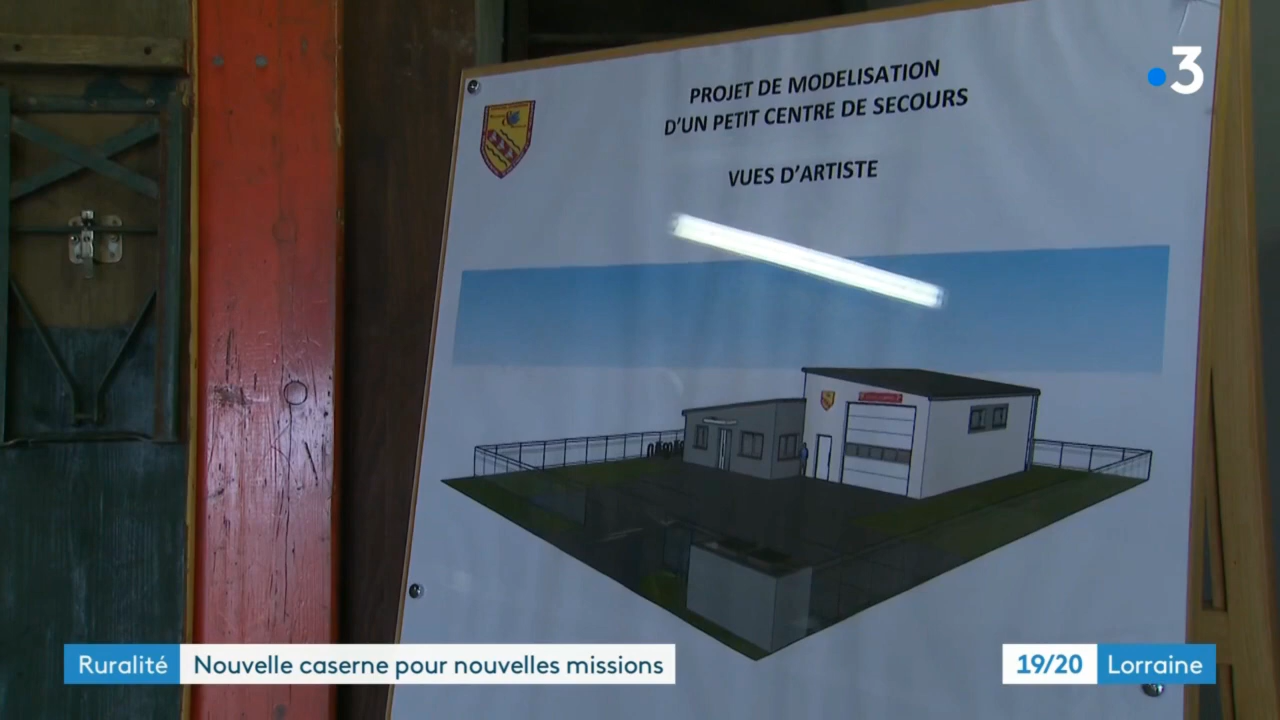 3
PROJET DE MODELISATION
D'UN PETIT CENTRE DE SECOURS
VUES D'ARTISTE
Ruralité Nouvelle caserne pour nouvelles missions
19/20 Lorraine